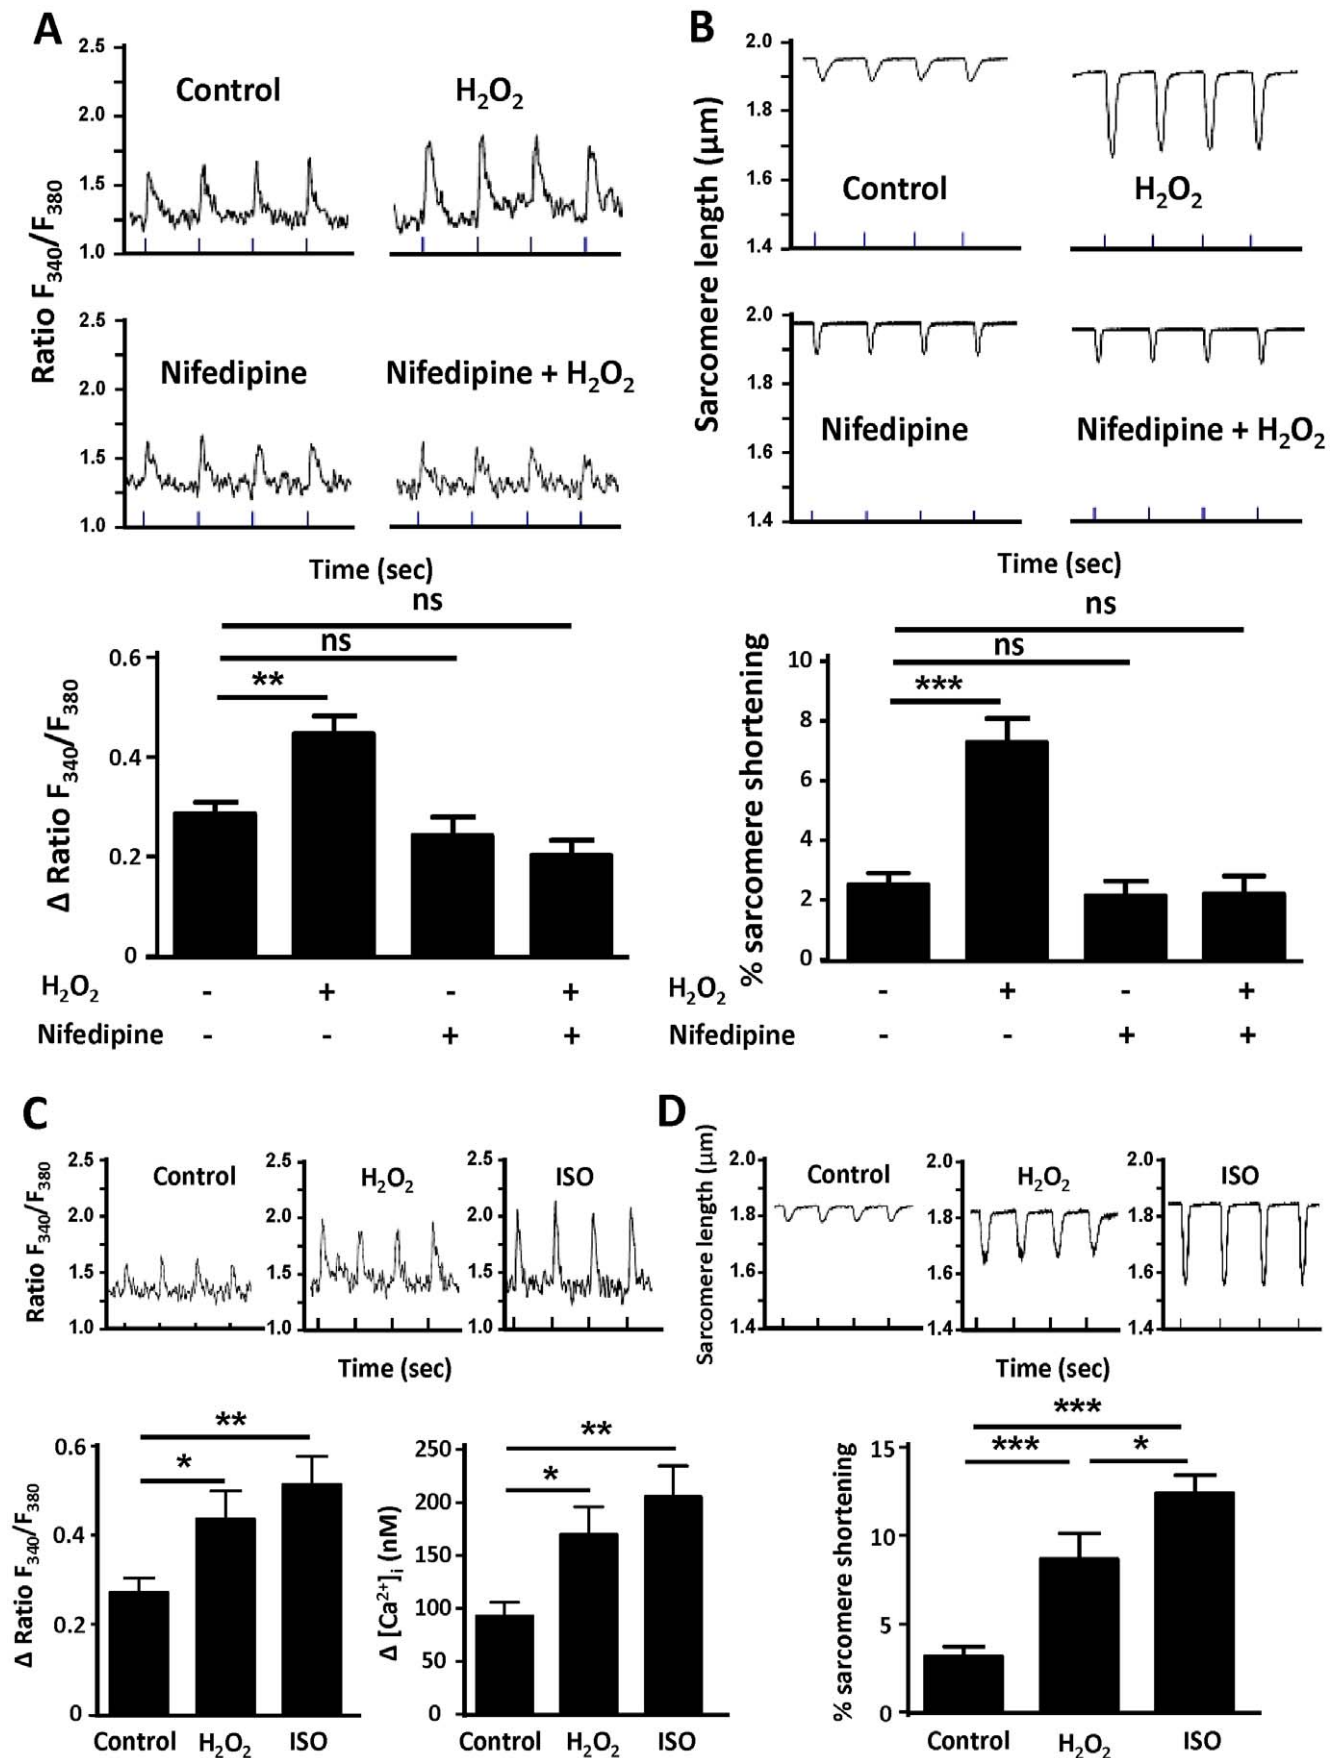 A
Ratio F340/F380
2.5
2.0
1.5
1.0
Control
H2O2
2.5
2.0
1.5
1.0
Nifedipine
Nifedipine + H2O2
Time (sec)
ns
ns
**
Δ Ratio F340/F380
0.6
0.4
0.2
0
H2O2 - + - +
Nifedipine - - + +
B
Sarcomere length (μm)
2.0
1.8
1.6
1.4
Control
H2O2
2.0
1.8
1.6
1.4
Nifedipine
Nifedipine + H2O2
Time (sec)
ns
ns
***
% sarcomere shortening
10
8
6
4
2
0
H2O2 - + - +
Nifedipine - - + +
C
Ratio F340/F380
2.5
2.0
1.5
1.0
Control
2.5
2.0
1.5
1.0
H2O2
2.5
2.0
1.5
1.0
ISO
Time (sec)
**
*
Δ Ratio F340/F380
0.6
0.4
0.2
0
Control H2O2 ISO
**
*
Δ [Ca2+]i (nM)
250
200
150
100
50
0
Control H2O2 ISO
D
Sarcomere length (μm)
2.0
1.8
1.6
1.4
Control
2.0
1.8
1.6
1.4
H2O2
2.0
1.8
1.6
1.4
ISO
Time (sec)
***
*** *
% sarcomere shortening
15
10
5
0
Control H2O2 ISO